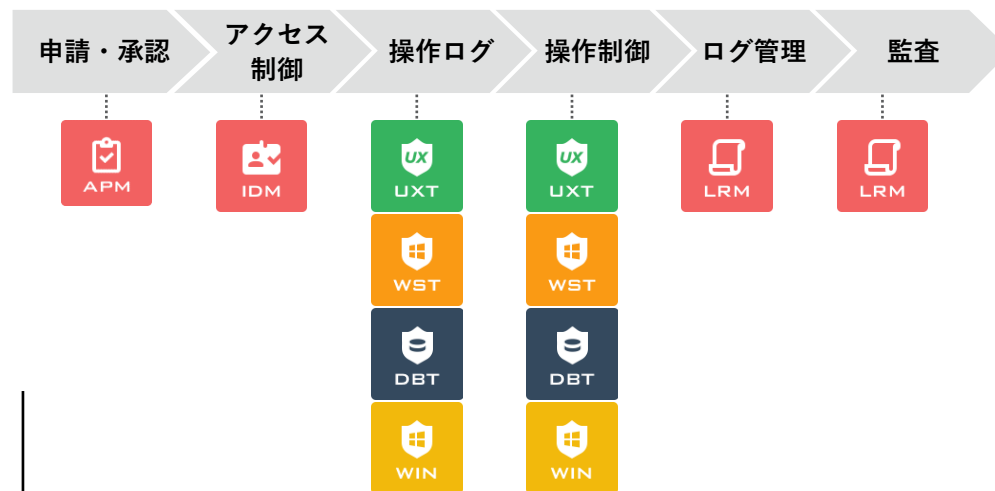 申請・承認
アクセス
制御
操作ログ
操作制御
ログ管理
監査
APM
IDM
UX
UXT
UX
UXT
LRM
LRM
WST
WST
DBT
DBT
WIN
WIN